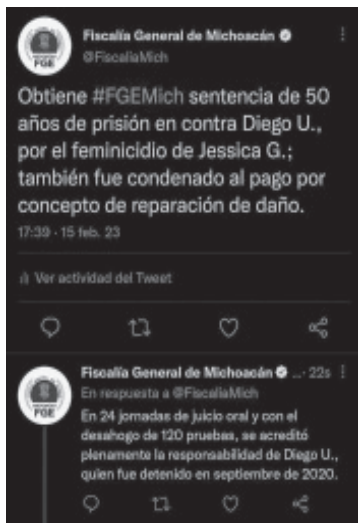 Fiscalía General de Michoacán
@FiscaliaMich
FGE
Obtiene #FGEMich sentencia de 50
años de prisión en contra Diego U.,
por el feminicidio de Jessica G.;
también fue condenado al pago por
concepto de reparación de daño.
17:39 · 15 feb. 23
Ver actividad del Tweet
Fiscalía General de Michoacán ... · 22s
En respuesta a @FiscaliaMich
FGE
En 24 jornadas de juicio oral y con el
desahogo de 120 pruebas, se acreditó
plenamente la responsabilidad de Diego U.,
quien fue detenido en septiembre de 2020.